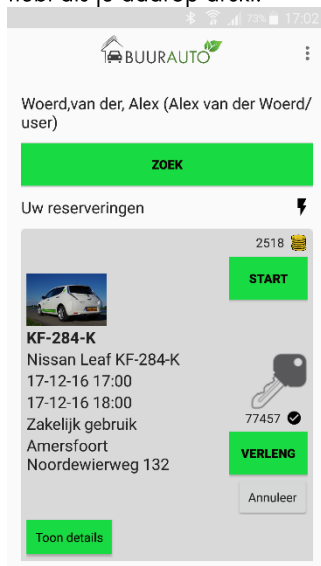 73% 17:02
BUURAUTO
Woerd,van der, Alex (Alex van der Woerd/
user)
ZOEK
Uw reserveringen
2518
START
KF-284-K
Nissan Leaf KF-284-K
17-12-16 17:00
17-12-16 18:00
Zakelijk gebruik
77457
Amersfoort
Noordewierweg 132
VERLENG
Annuleer
Toon details